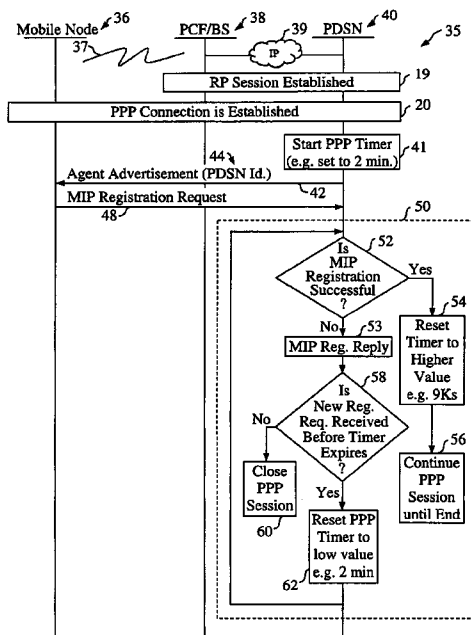 36
38
39
40
Mobile Node
PCF/BS
PDSN
37
IP
35
RP Session Established
19
PPP Connection is Established
20
Start PPP Timer
(e.g. set to 2 min.)
41
44
Agent Advertisement (PDSN Id.)
42
MIP Registration Request
48
50
52
Is
MIP
Registration
Successful
?
Yes
No
53
54
MIP Reg. Reply
Reset
Timer to
Higher
Value
e.g. 9Ks
58
Is
New Reg.
Req. Received
Before Timer
Expires
?
No
56
Continue
PPP
Session
until End
Close
PPP
Session
60
Yes
Reset PPP
Timer to
low value
e.g. 2 min
62